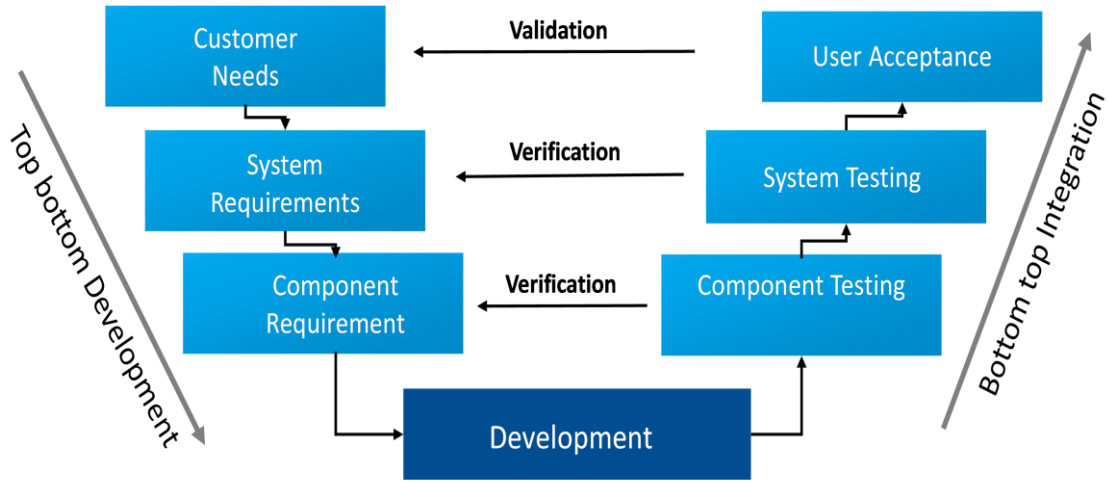 Customer
Needs
Validation
User Acceptance
System
Requirements
Verification
System Testing
Component
Requirement
Verification
Component Testing
Development
Top bottom Development
Bottom top Integration